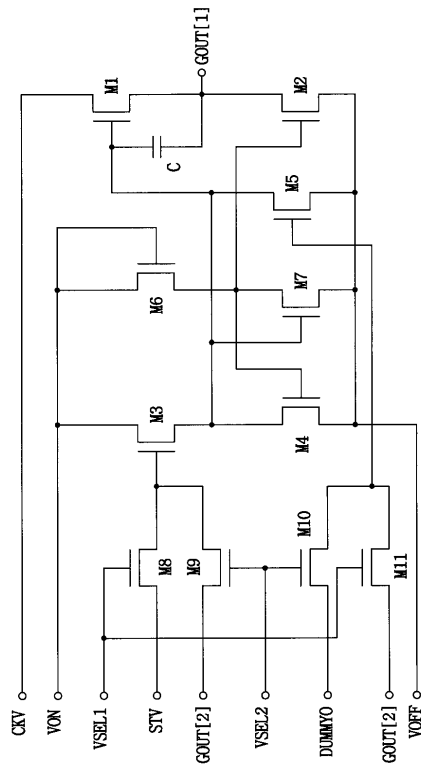 CKV
VON
VSEL1
STV
GOUT[2]
VSEL2
DUMMYO
GOUT[2]
VOFF
M8
M9
M10
M11
M3
M4
M6
M7
M5
M1
C
M2
GOUT[1]